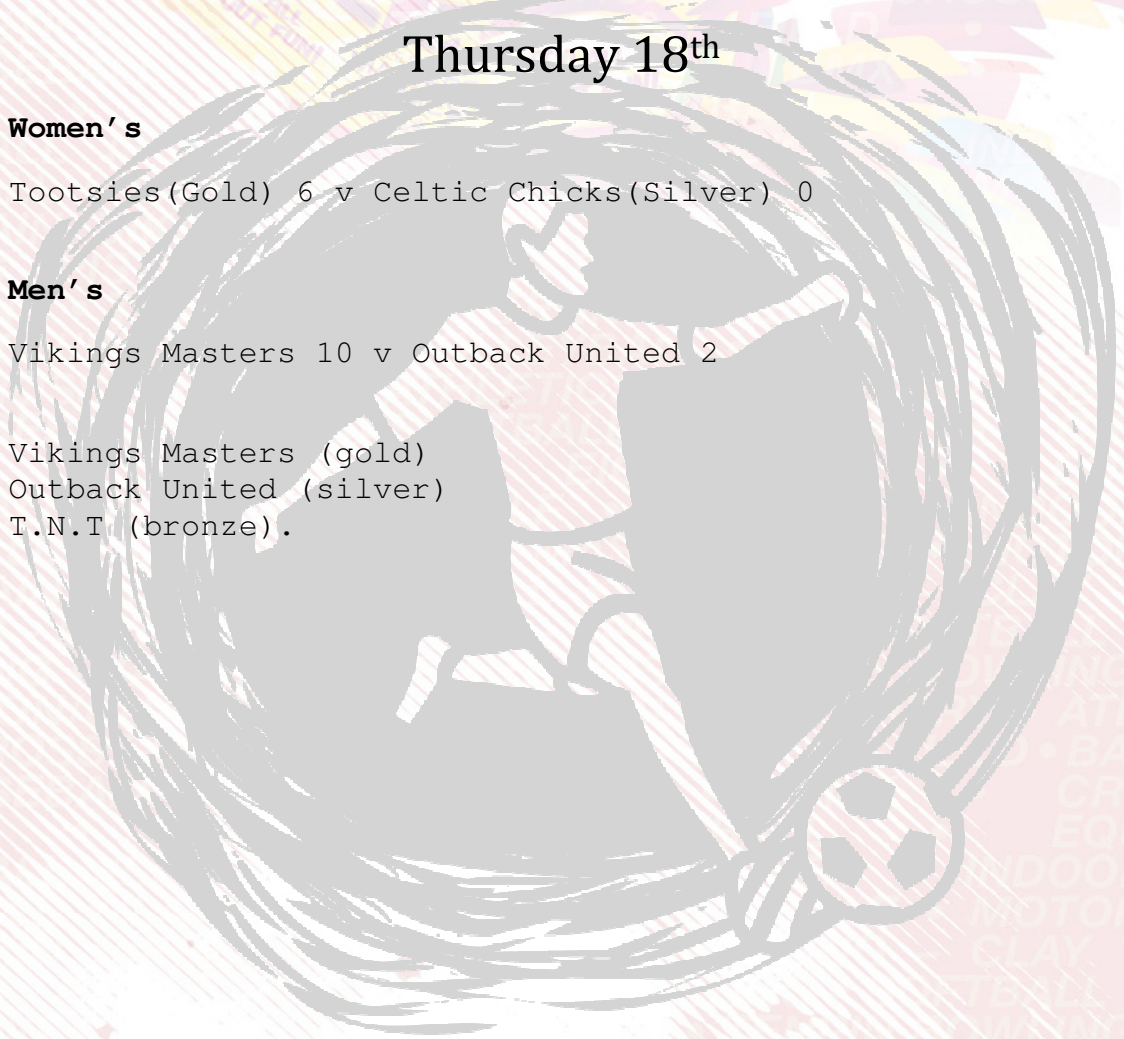 Thursday 18th
Women's
Tootsies(Gold) 6 v Celtic Chicks(Silver) 0
Men's
Vikings Masters 10 v Outback United 2
Vikings Masters (gold)
Outback United (silver)
T.N.T (bronze).